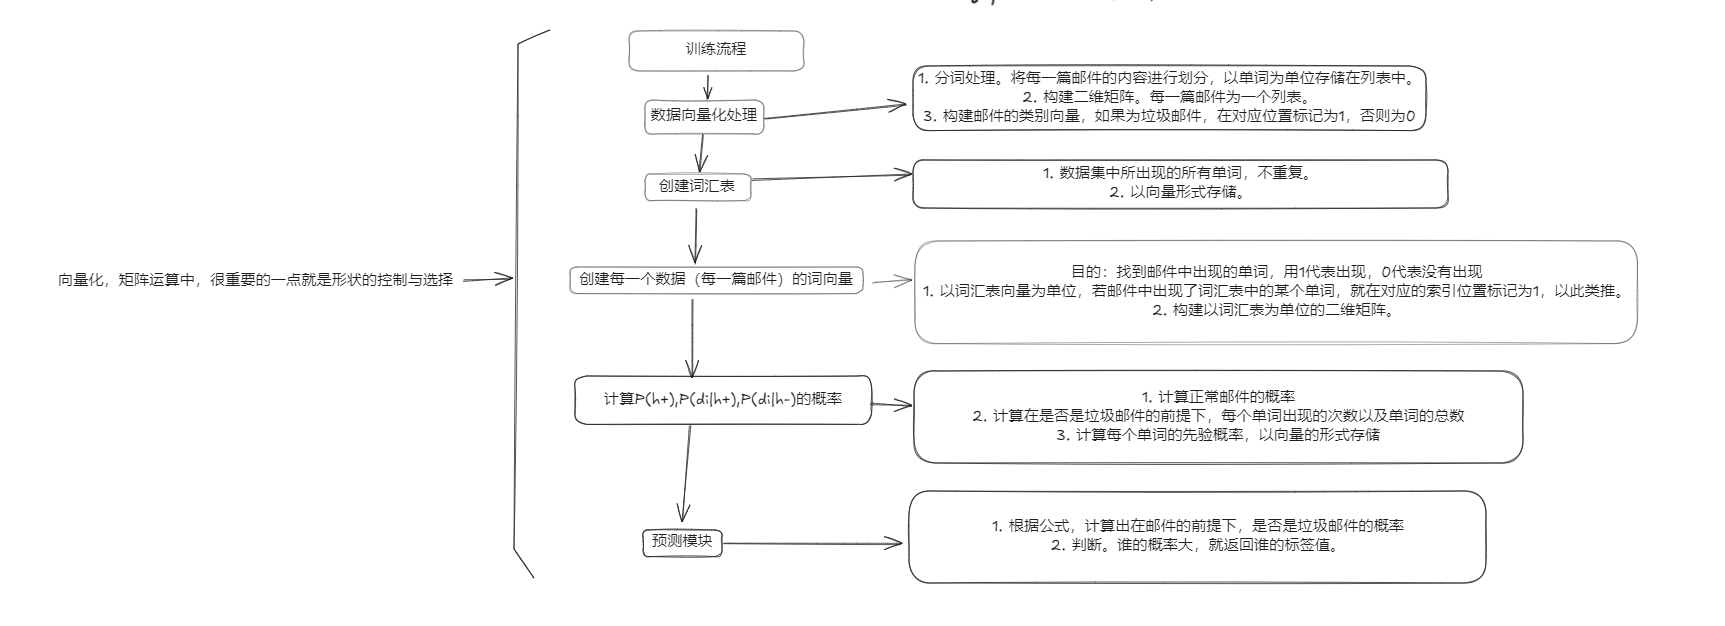 训练流程
数据向量化处理
1. 分词处理。将每一篇邮件的内容进行划分，以单词为单位存储在列表中。
2. 构建二维矩阵。每一篇邮件为一个列表。
3. 构建邮件的类别向量，如果为垃圾邮件，在对应位置标记为1，否则为0
创建词汇表
1. 数据集中所出现的所有单词，不重复。
2. 以向量形式存储。
向量化，矩阵运算中，很重要的一点就是形状的控制与选择
创建每一个数据（每一篇邮件）的词向量
目的：找到邮件中出现的单词，用1代表出现，0代表没有出现
1. 以词汇表向量为单位，若邮件中出现了词汇表中的某个单词，就在对应的索引位置标记为1，以此类推。
2. 构建以词汇表为单位的二维矩阵。
计算P(h+),P(di|h+),P(di|h-)的概率
1. 计算正常邮件的概率
2. 计算在是否是垃圾邮件的前提下，每个单词出现的次数以及单词的总数
3. 计算每个单词的先验概率，以向量的形式存储
预测模块
1. 根据公式，计算出在邮件的前提下，是否是垃圾邮件的概率
2. 判断。谁的概率大，就返回谁的标签值。